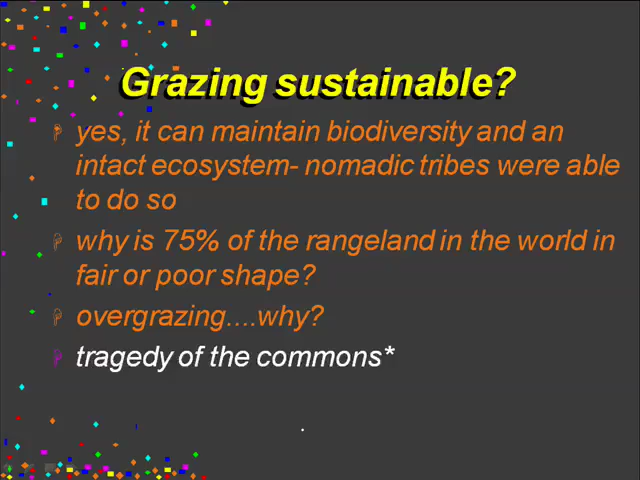 Grazing sustainable?
yes, it can maintain biodiversity and an
intact ecosystem- nomadic tribes were able
to do so
why is 75% of the rangeland in the world in
fair or poor shape?
overgrazing....why?
tragedy of the commons*